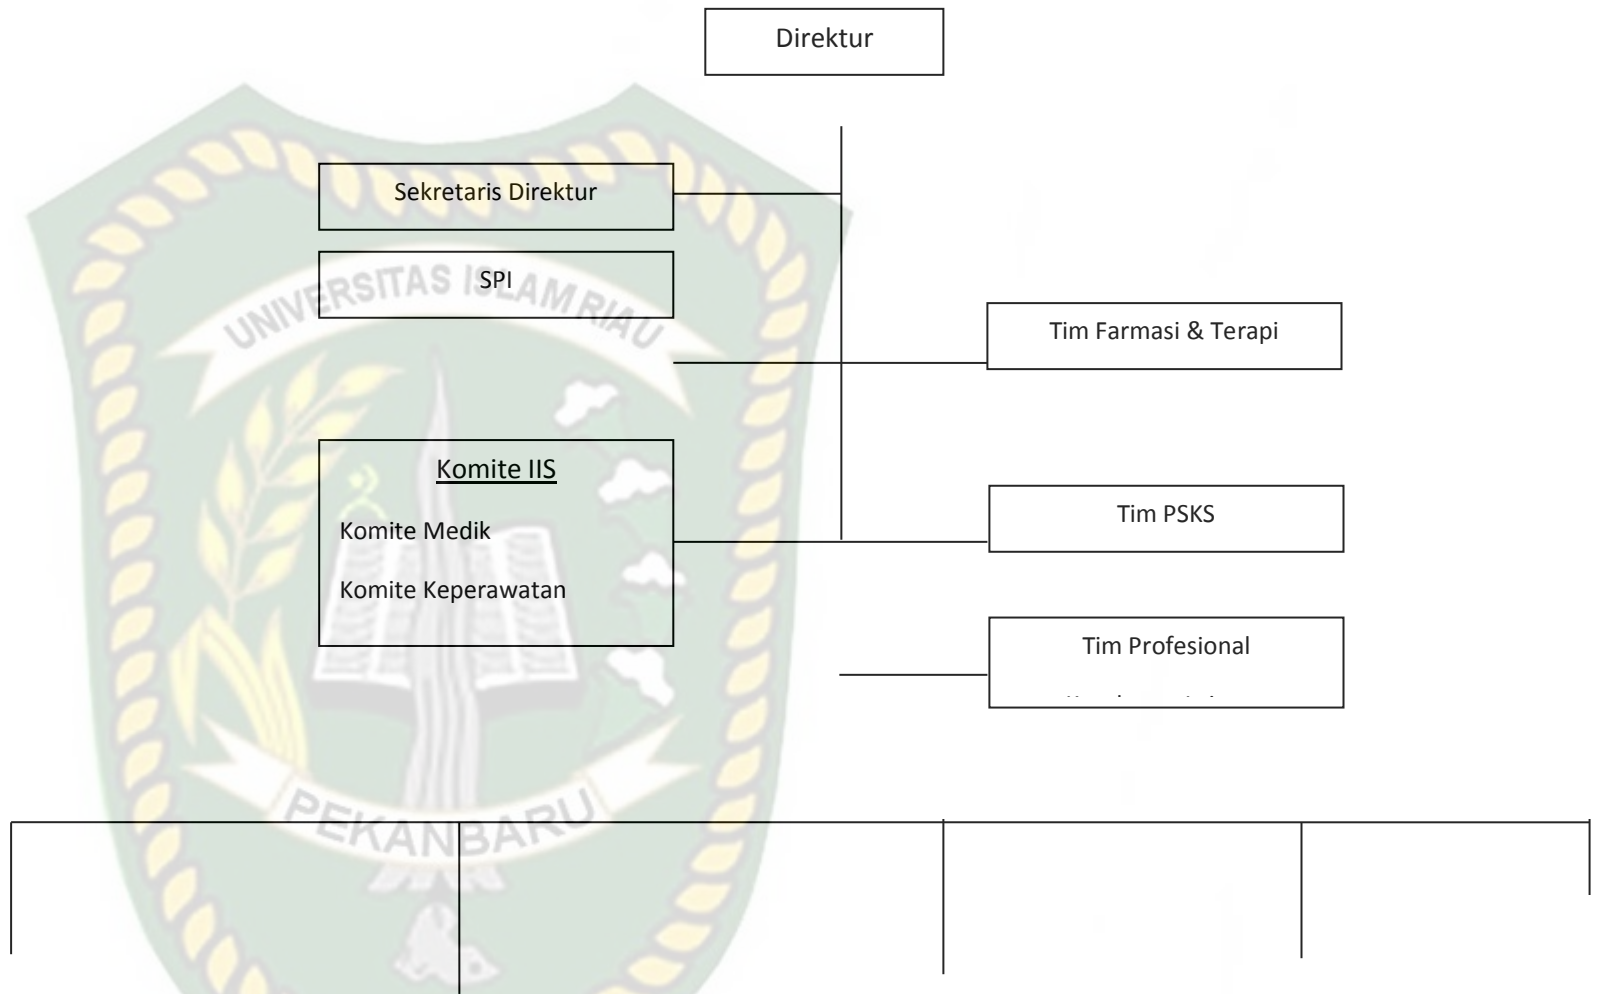 Direktur
Sekretaris Direktur
SPI
UNIVERSITAS ISLAM RIAU
Tim Farmasi & Terapi
Komite IIS
Komite Medik
Komite Keperawatan
Tim PSKS
Tim Profesional
PEKANBARU